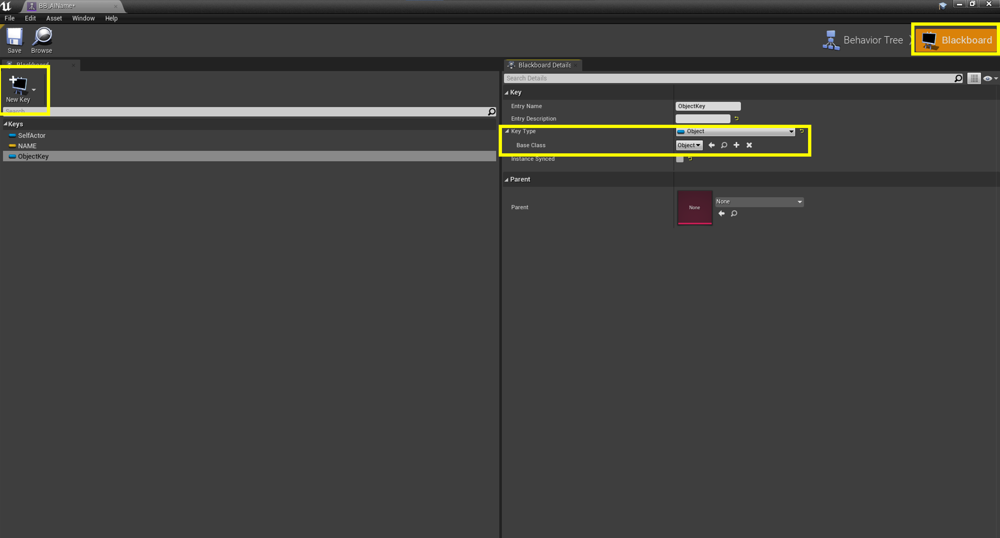 BB_AIName*
File Edit Asset Window Help
Save Browse
Behavior Tree Blackboard
Blackboard
New Key
Search
Keys
SelfActor
NAME
ObjectKey
Blackboard Details
Search Details
Key
Entry Name ObjectKey
Entry Description
Key Type Object
Base Class Object
Instance Synced
Parent
Parent None None